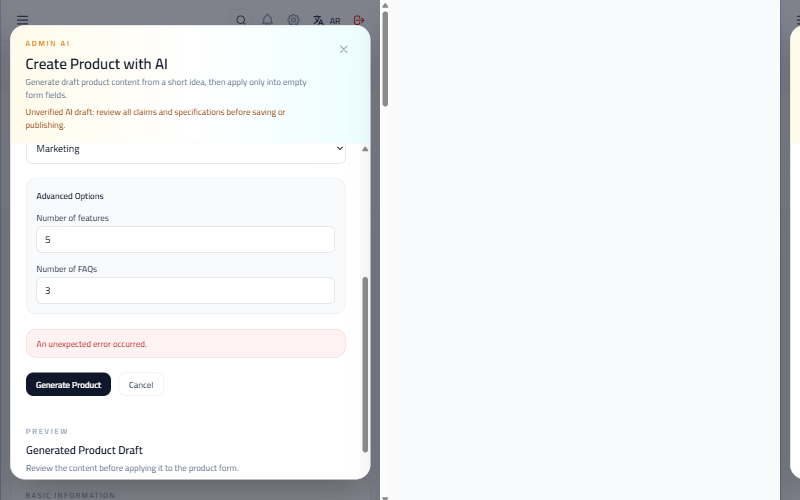 AR
ADMIN AI
Create Product with AI
Generate draft product content from a short idea, then apply only into empty
form fields.
Unverified AI draft: review all claims and specifications before saving or
publishing.
Marketing
Advanced Options
Number of features
5
Number of FAQs
3
An unexpected error occurred.
Generate Product
Cancel
PREVIEW
Generated Product Draft
Review the content before applying it to the product form.
BASIC INFORMATION